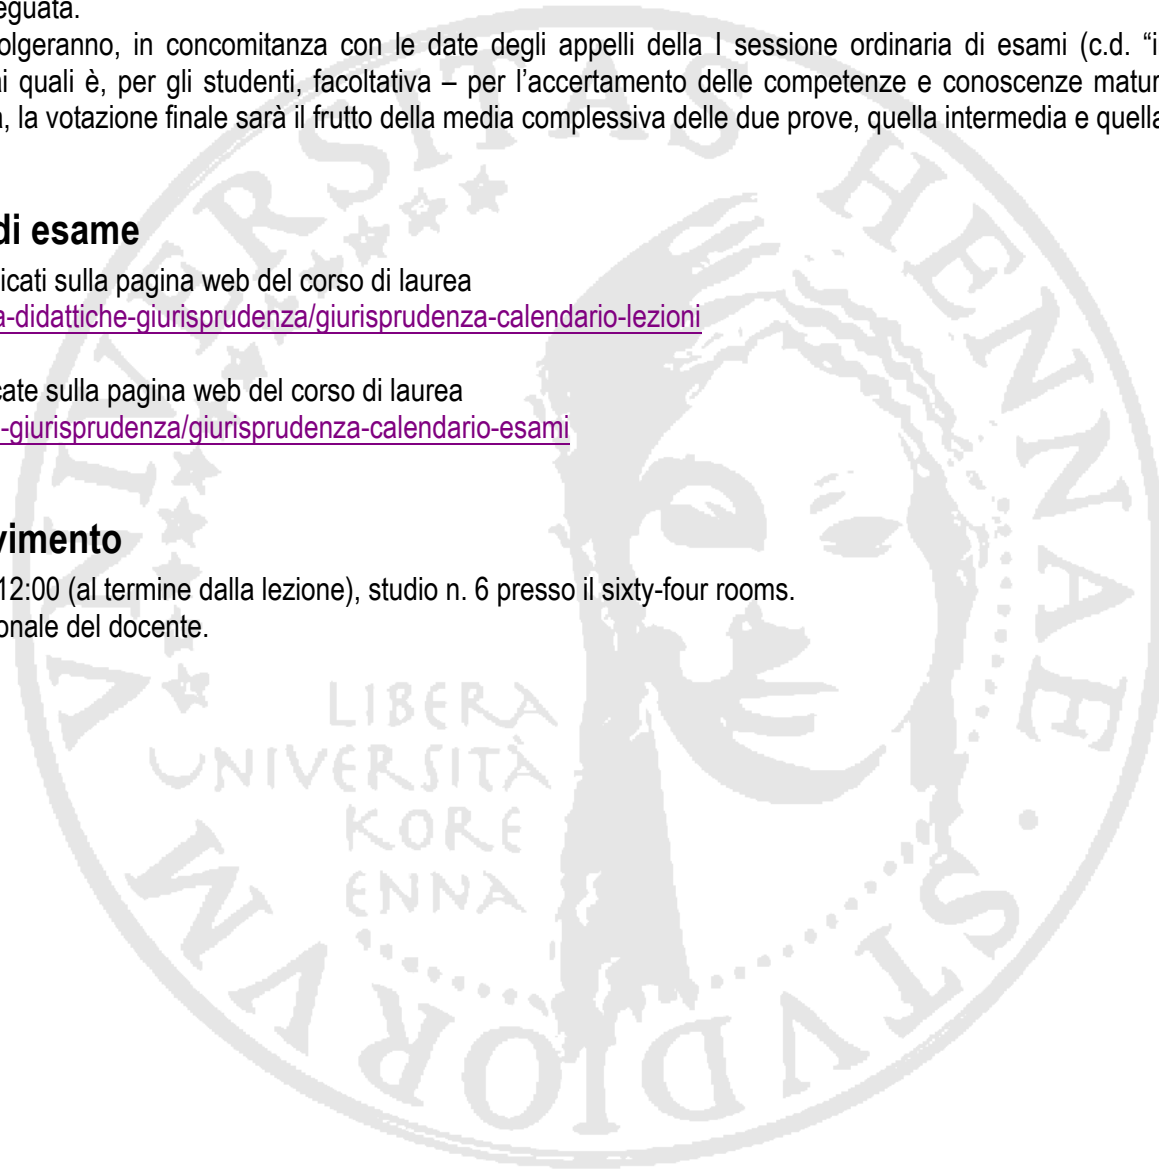 eguata.
olgeranno, in concomitanza con le date degli appelli della I sessione ordinaria di esami (c.d. “i
ai quali è, per gli studenti, facoltativa – per l’accertamento delle competenze e conoscenze matur
a, la votazione finale sarà il frutto della media complessiva delle due prove, quella intermedia e quella
di esame
icati sulla pagina web del corso di laurea
a-didattiche-giurisprudenza/giurisprudenza-calendario-lezioni
cate sulla pagina web del corso di laurea
-giurisprudenza/giurisprudenza-calendario-esami
vimento
12:00 (al termine dalla lezione), studio n. 6 presso il sixty-four rooms.
onale del docente.
VNIVERSITAS HENNAE · STVDIORVM
LIBERA
UNIVERSITÀ
KORE
ENNA